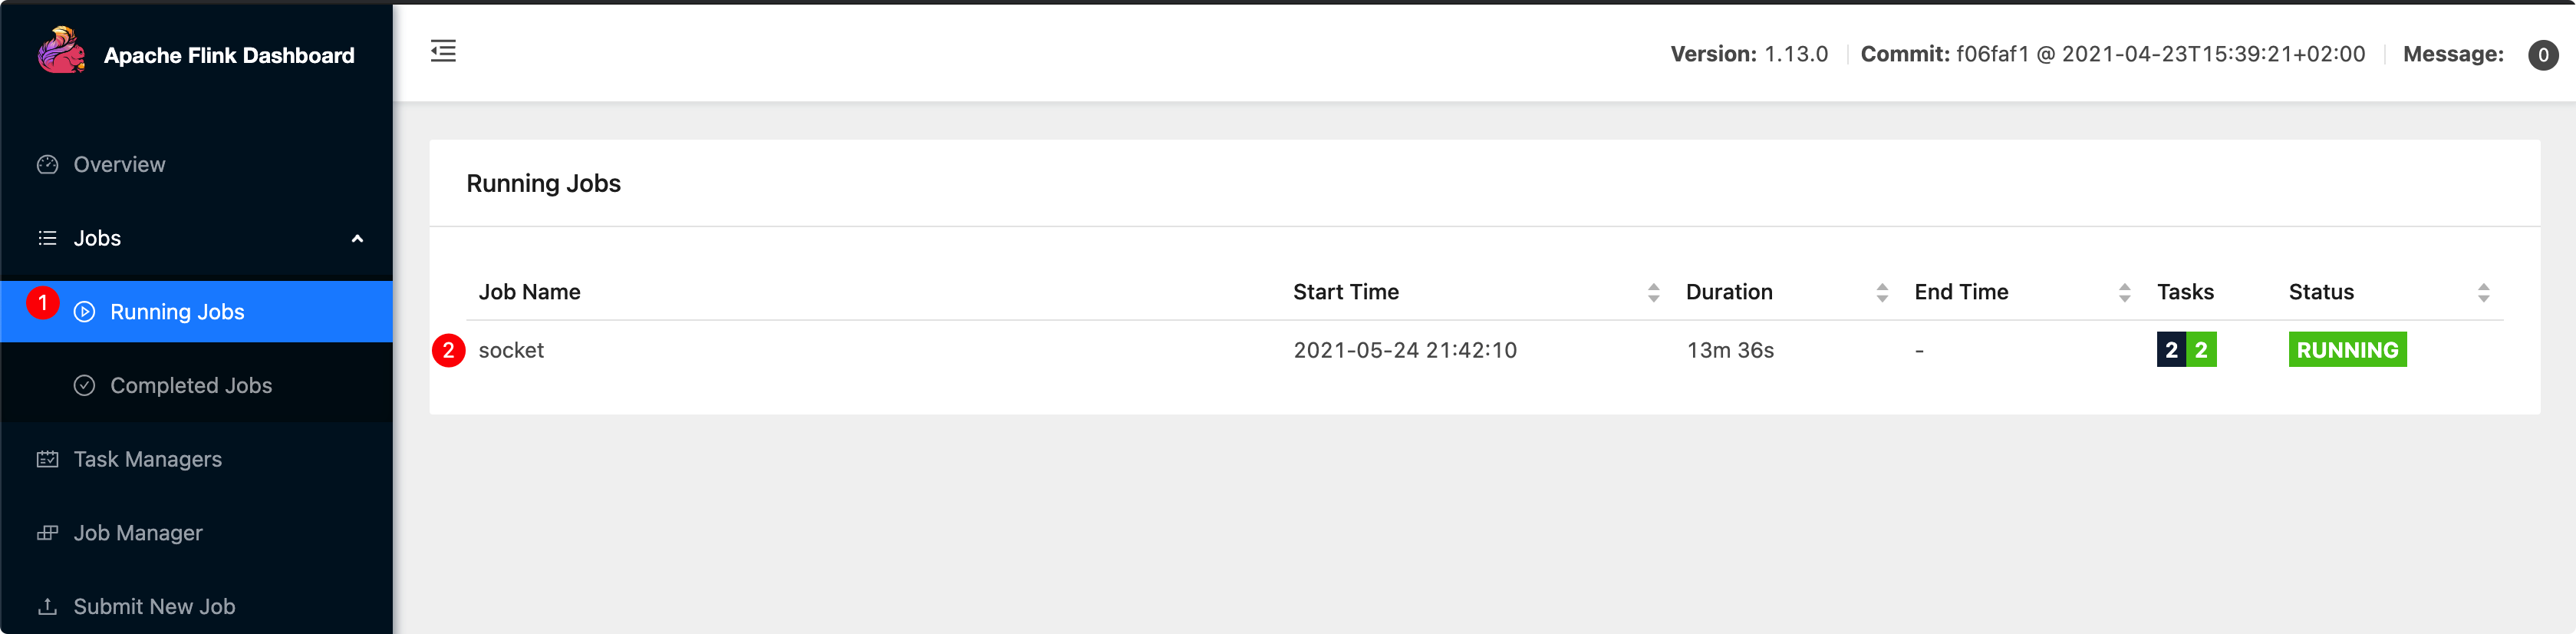 Apache Flink Dashboard
Version: 1.13.0 Commit: f06faf1 @ 2021-04-23T15:39:21+02:00 Message: 0
Overview
Jobs
1 Running Jobs
Completed Jobs
Task Managers
Job Manager
Submit New Job
Running Jobs
Job Name Start Time Duration End Time Tasks Status
2 socket 2021-05-24 21:42:10 13m 36s - 2 2 RUNNING